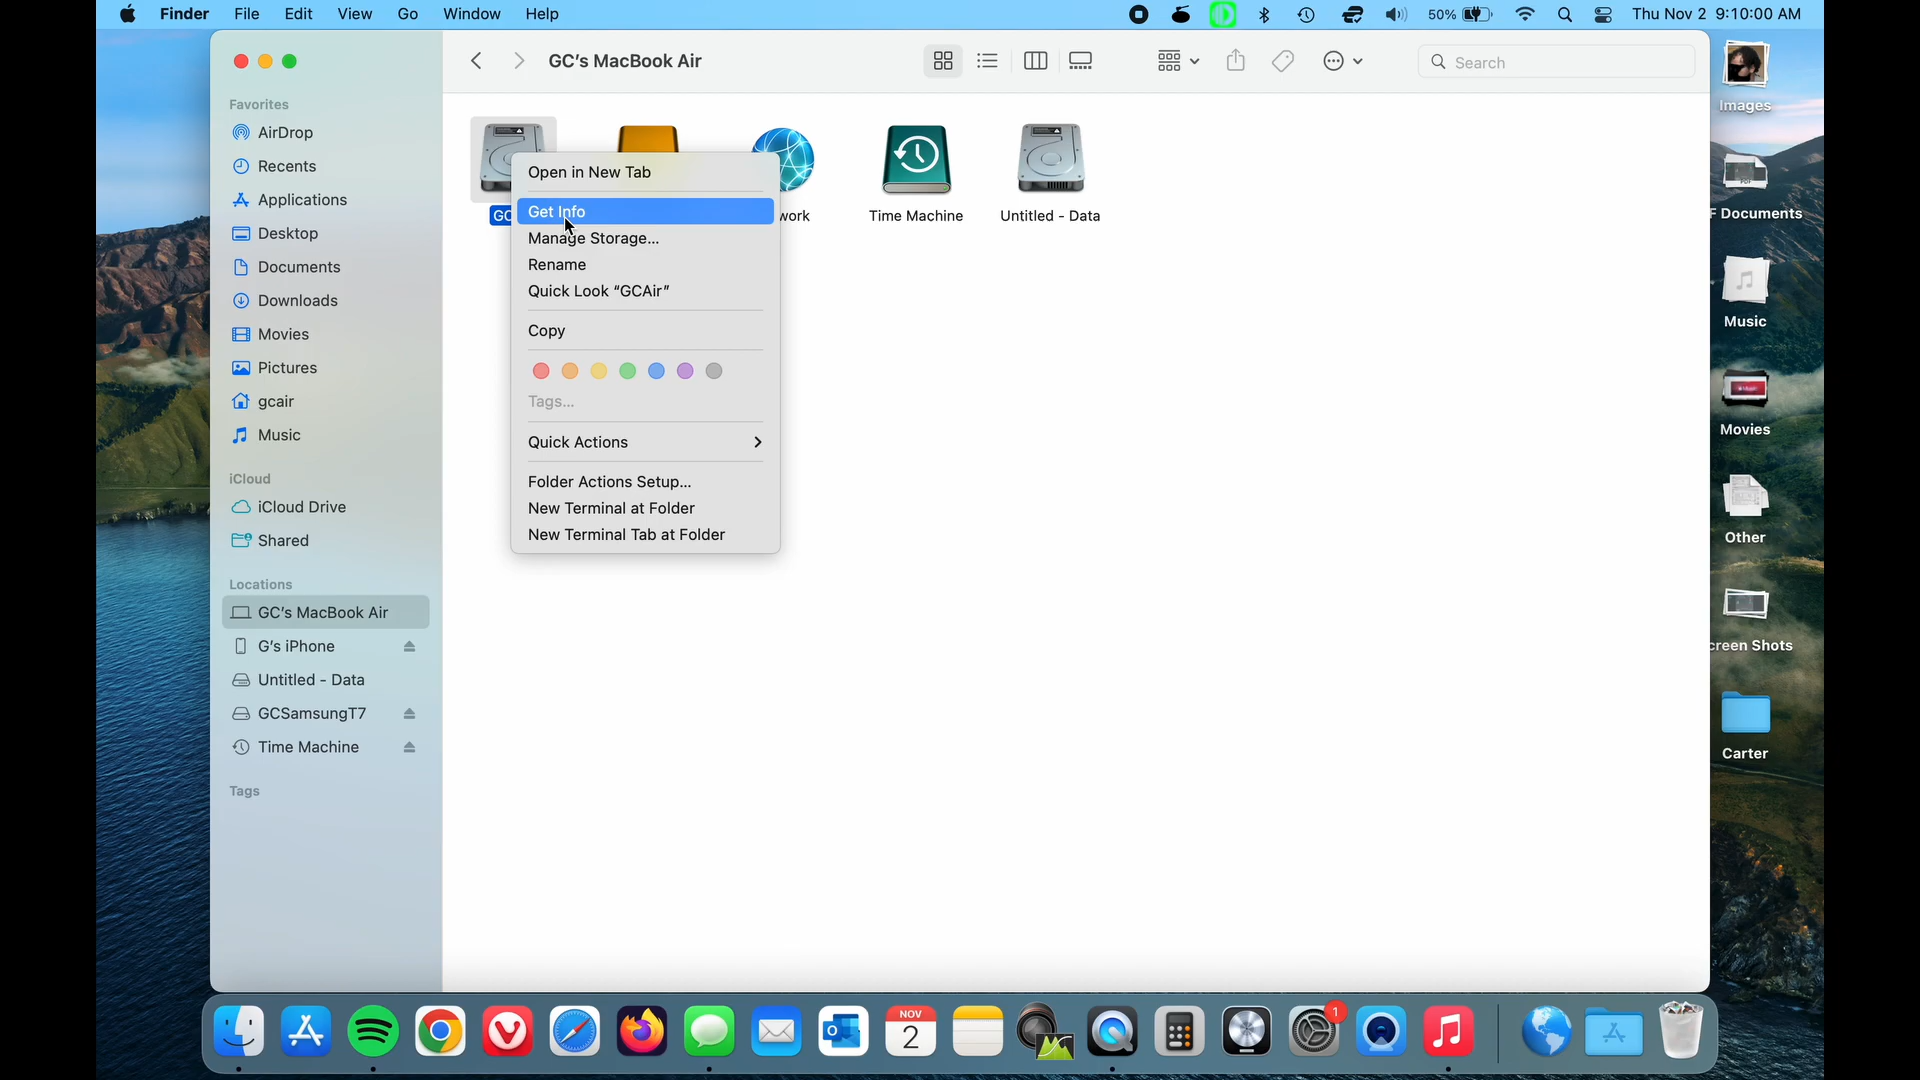 Finder File Edit View Go Window Help
50% Thu Nov 2 9:10:00 AM
GC's MacBook Air
Search
Favorites
AirDrop
Recents
Applications
Desktop
Documents
Downloads
Movies
Pictures
gcair
Music
iCloud
iCloud Drive
Shared
Locations
GC's MacBook Air
G's iPhone
Untitled - Data
GCSamsungT7
Time Machine
Tags
GC
work
Time Machine
Untitled - Data
Open in New Tab
Get Info
Manage Storage...
Rename
Quick Look “GCAir”
Copy
Tags...
Quick Actions
Folder Actions Setup...
New Terminal at Folder
New Terminal Tab at Folder
Images
PDF
F Documents
Music
Movies
Other
creen Shots
Carter
NOV
2
1